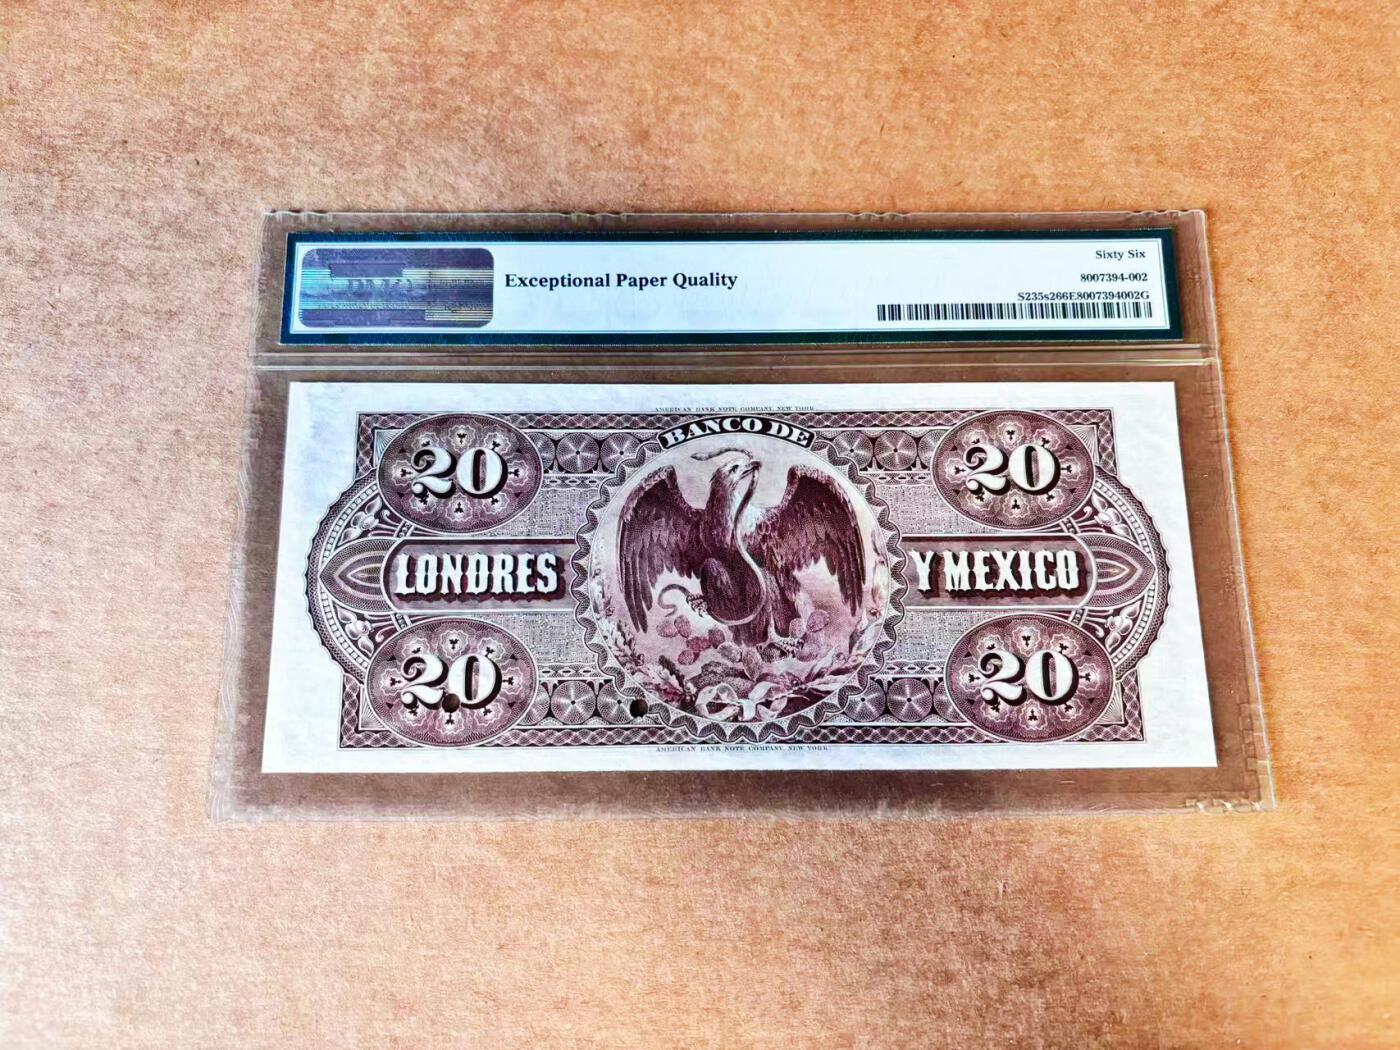 PMG
Exceptional Paper Quality
Sixty Six
8007394-002
S235s266E8007394002G
AMERICAN BANK NOTE COMPANY, NEW YORK
BANCO DE
20
20
LONDRES
Y MEXICO
20
20
AMERICAN BANK NOTE COMPANY, NEW YORK